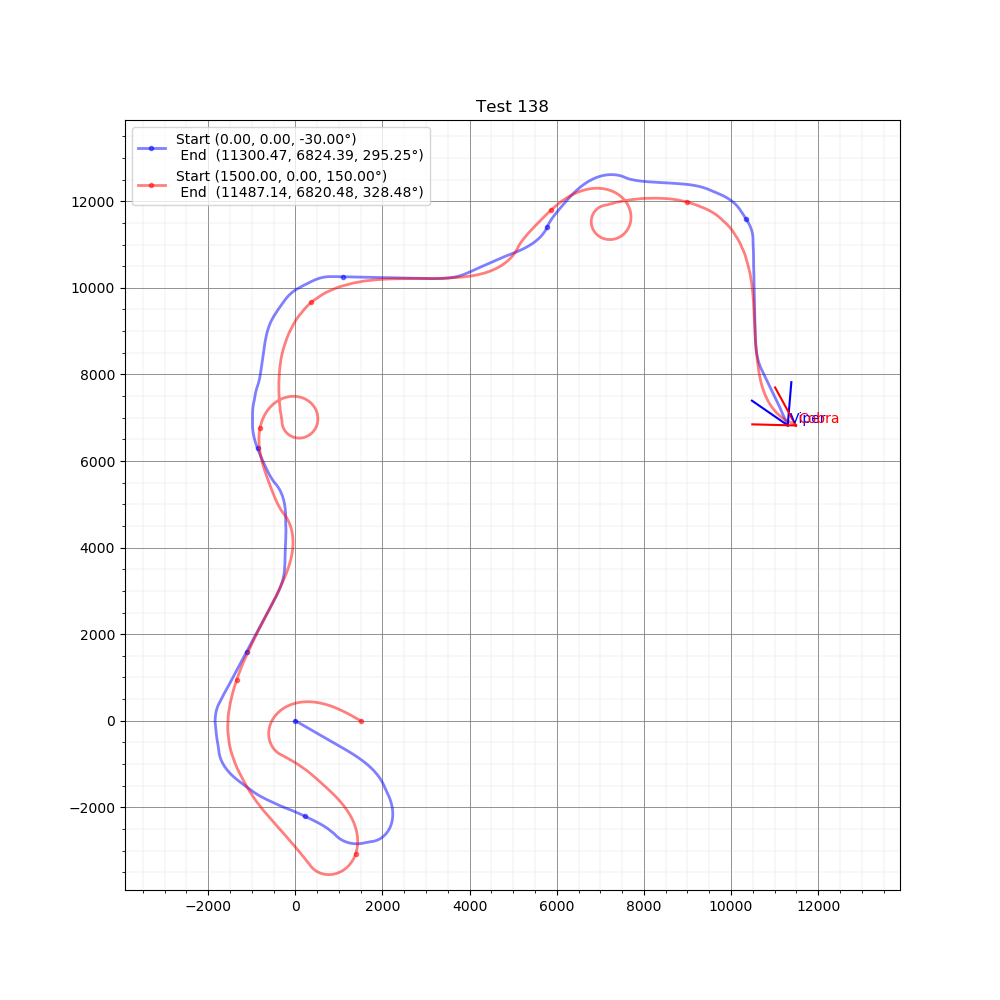 Test 138
Start (0.00, 0.00, -30.00°)
End (11300.47, 6824.39, 295.25°)
Start (1500.00, 0.00, 150.00°)
End (11487.14, 6820.48, 328.48°)
12000
10000
8000
6000
4000
2000
0
−2000
Viper
Cobra
−2000 0 2000 4000 6000 8000 10000 12000